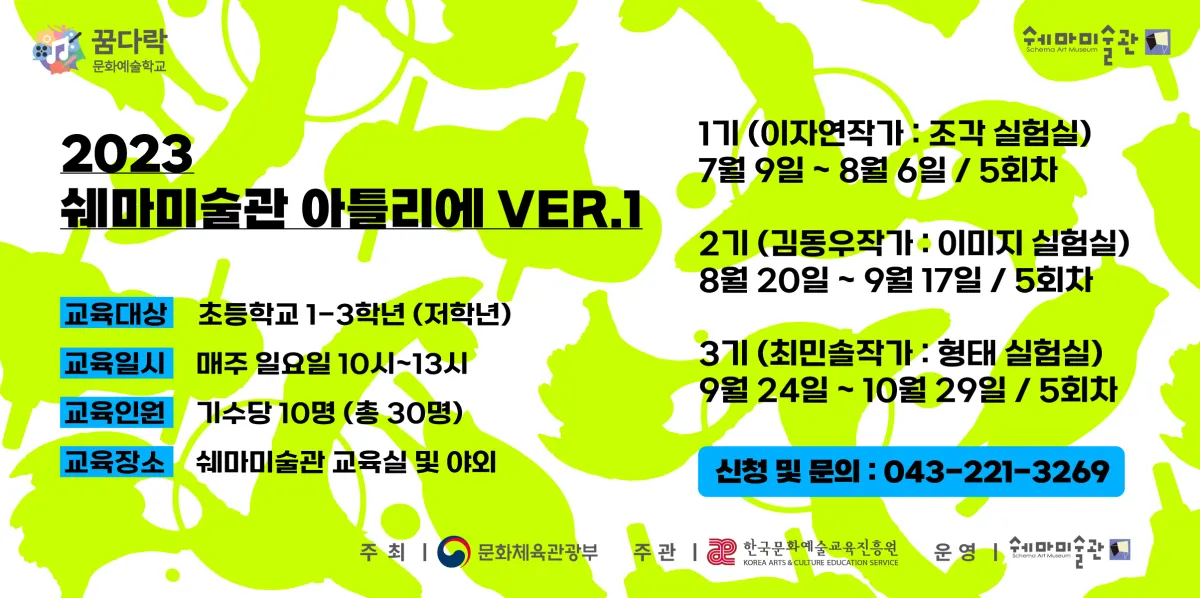 꿈다락
문화예술학교
쉐마미술관
Schema Art Museum
2023
쉐마미술관 아틀리에 VER.1
교육대상 초등학교 1-3학년 (저학년)
교육일시 매주 일요일 10시~13시
교육인원 기수당 10명 (총 30명)
교육장소 쉐마미술관 교육실 및 야외
1기 (이자연작가 : 조각 실험실)
7월 9일 ~ 8월 6일 / 5회차
2기 (김동우작가 : 이미지 실험실)
8월 20일 ~ 9월 17일 / 5회차
3기 (최민솔작가 : 형태 실험실)
9월 24일 ~ 10월 29일 / 5회차
신청 및 문의 : 043-221-3269
주최 | 문화체육관광부 주관 | 한국문화예술교육진흥원 운영 | 쉐마미술관
KOREA ARTS & CULTURE EDUCATION SERVICE
Schema Art Museum